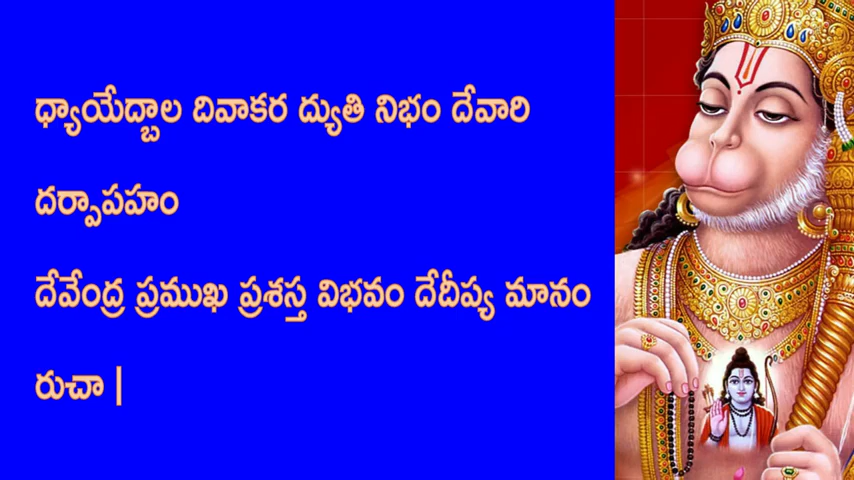 ధ్యాయేద్బాల దివాకర ద్యుతి నిభం దేవారి
దర్పాపహం
దేవేంద్ర ప్రముఖ ప్రశస్త విభవం దేదీప్య మానం
రుచా |